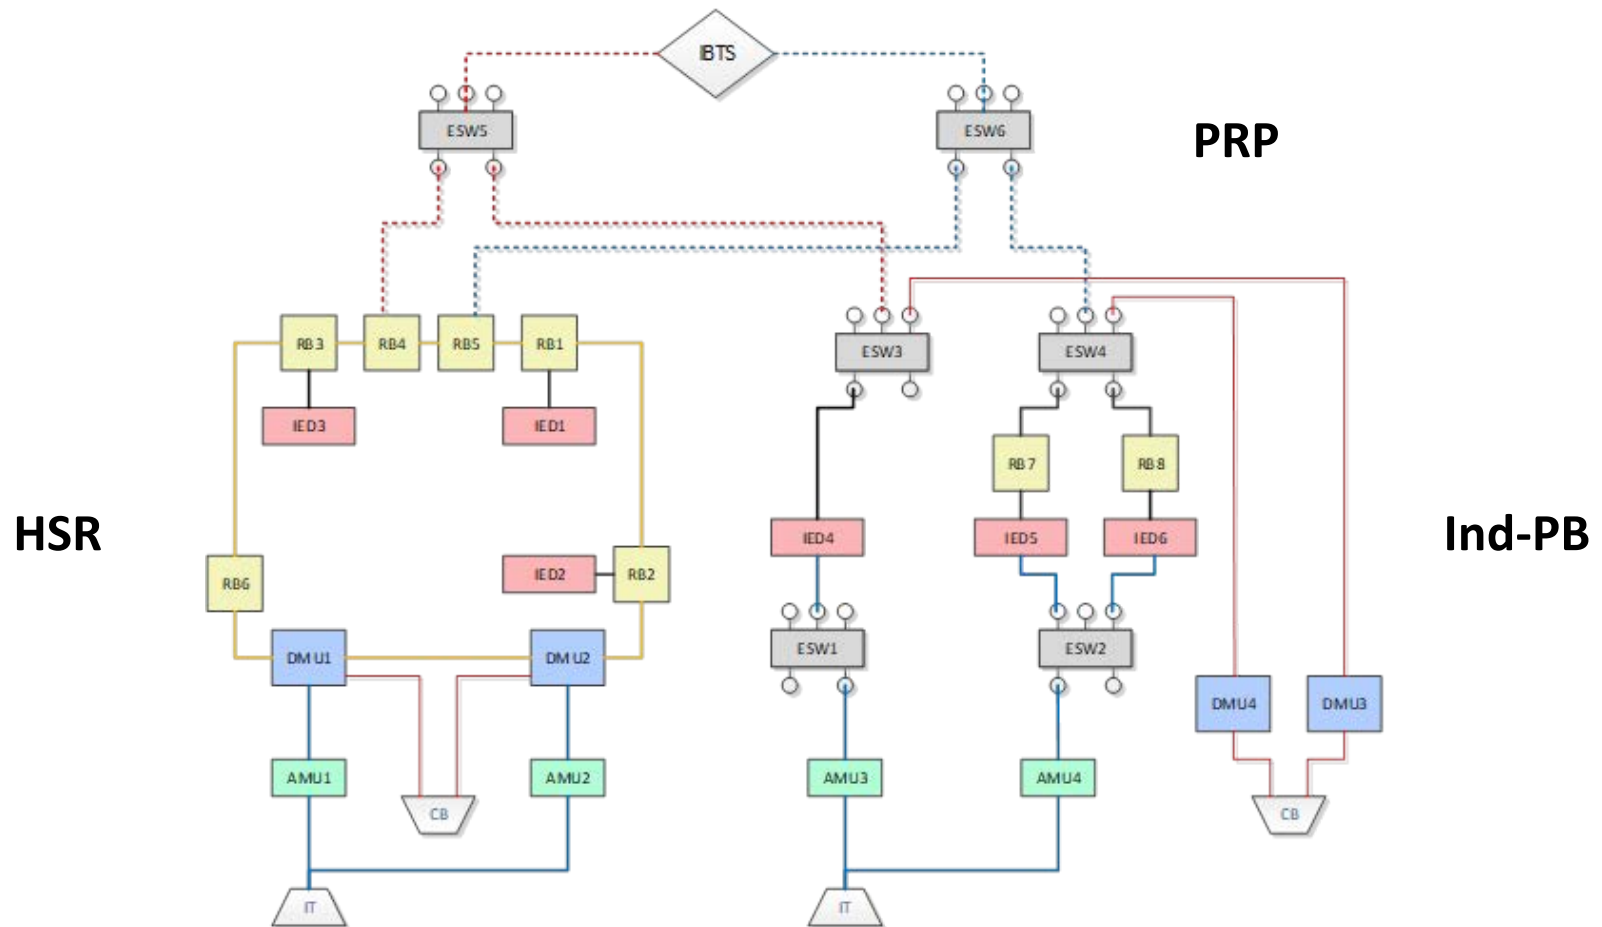 IBTS
ESW5
ESW6
PRP
RB3
RB4
RB5
RB1
ESW3
ESW4
IED3
IED1
RB7
RB8
HSR
IED4
IED5
IED6
Ind-PB
RB6
IED2
RB2
DMU1
DMU2
ESW1
ESW2
DMU4
DMU3
AMU1
AMU2
AMU3
AMU4
CB
CB
IT
IT